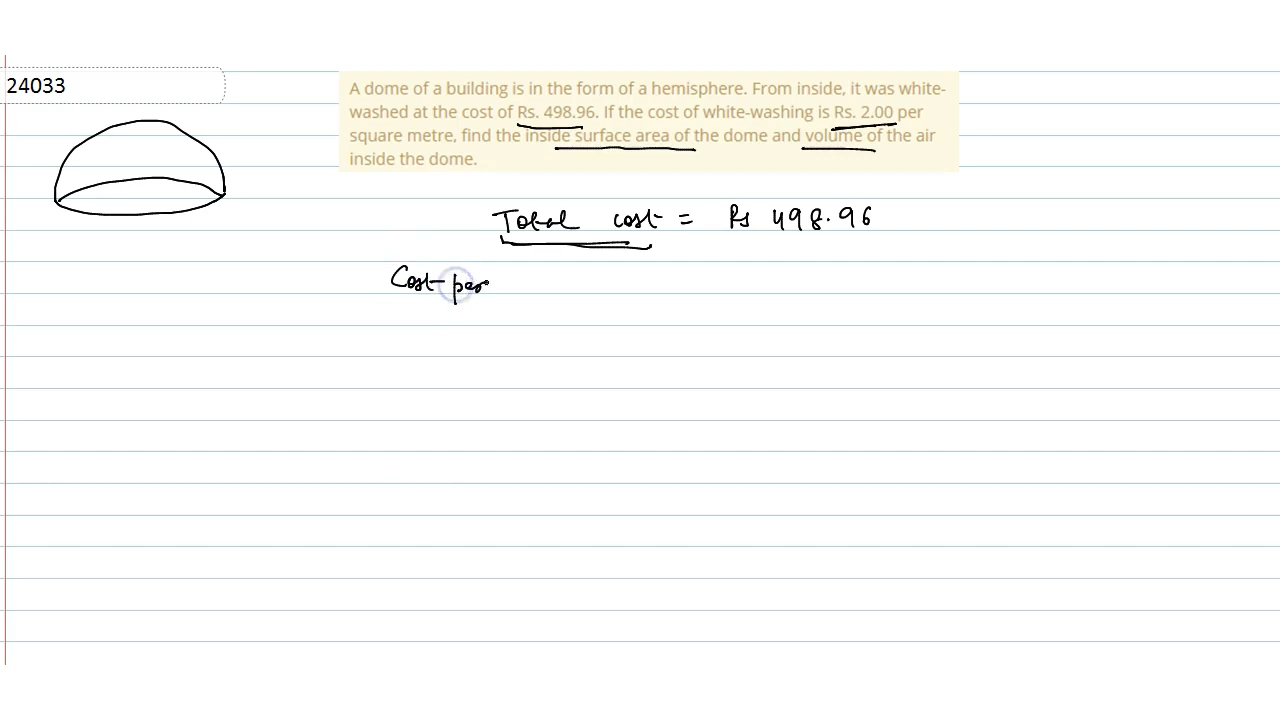 24033
A dome of a building is in the form of a hemisphere. From inside, it was white-
washed at the cost of Rs. 498.96. If the cost of white-washing is Rs. 2.00 per
square metre, find the inside surface area of the dome and volume of the air
inside the dome.
Total cost = Rs 498.96
Cost per